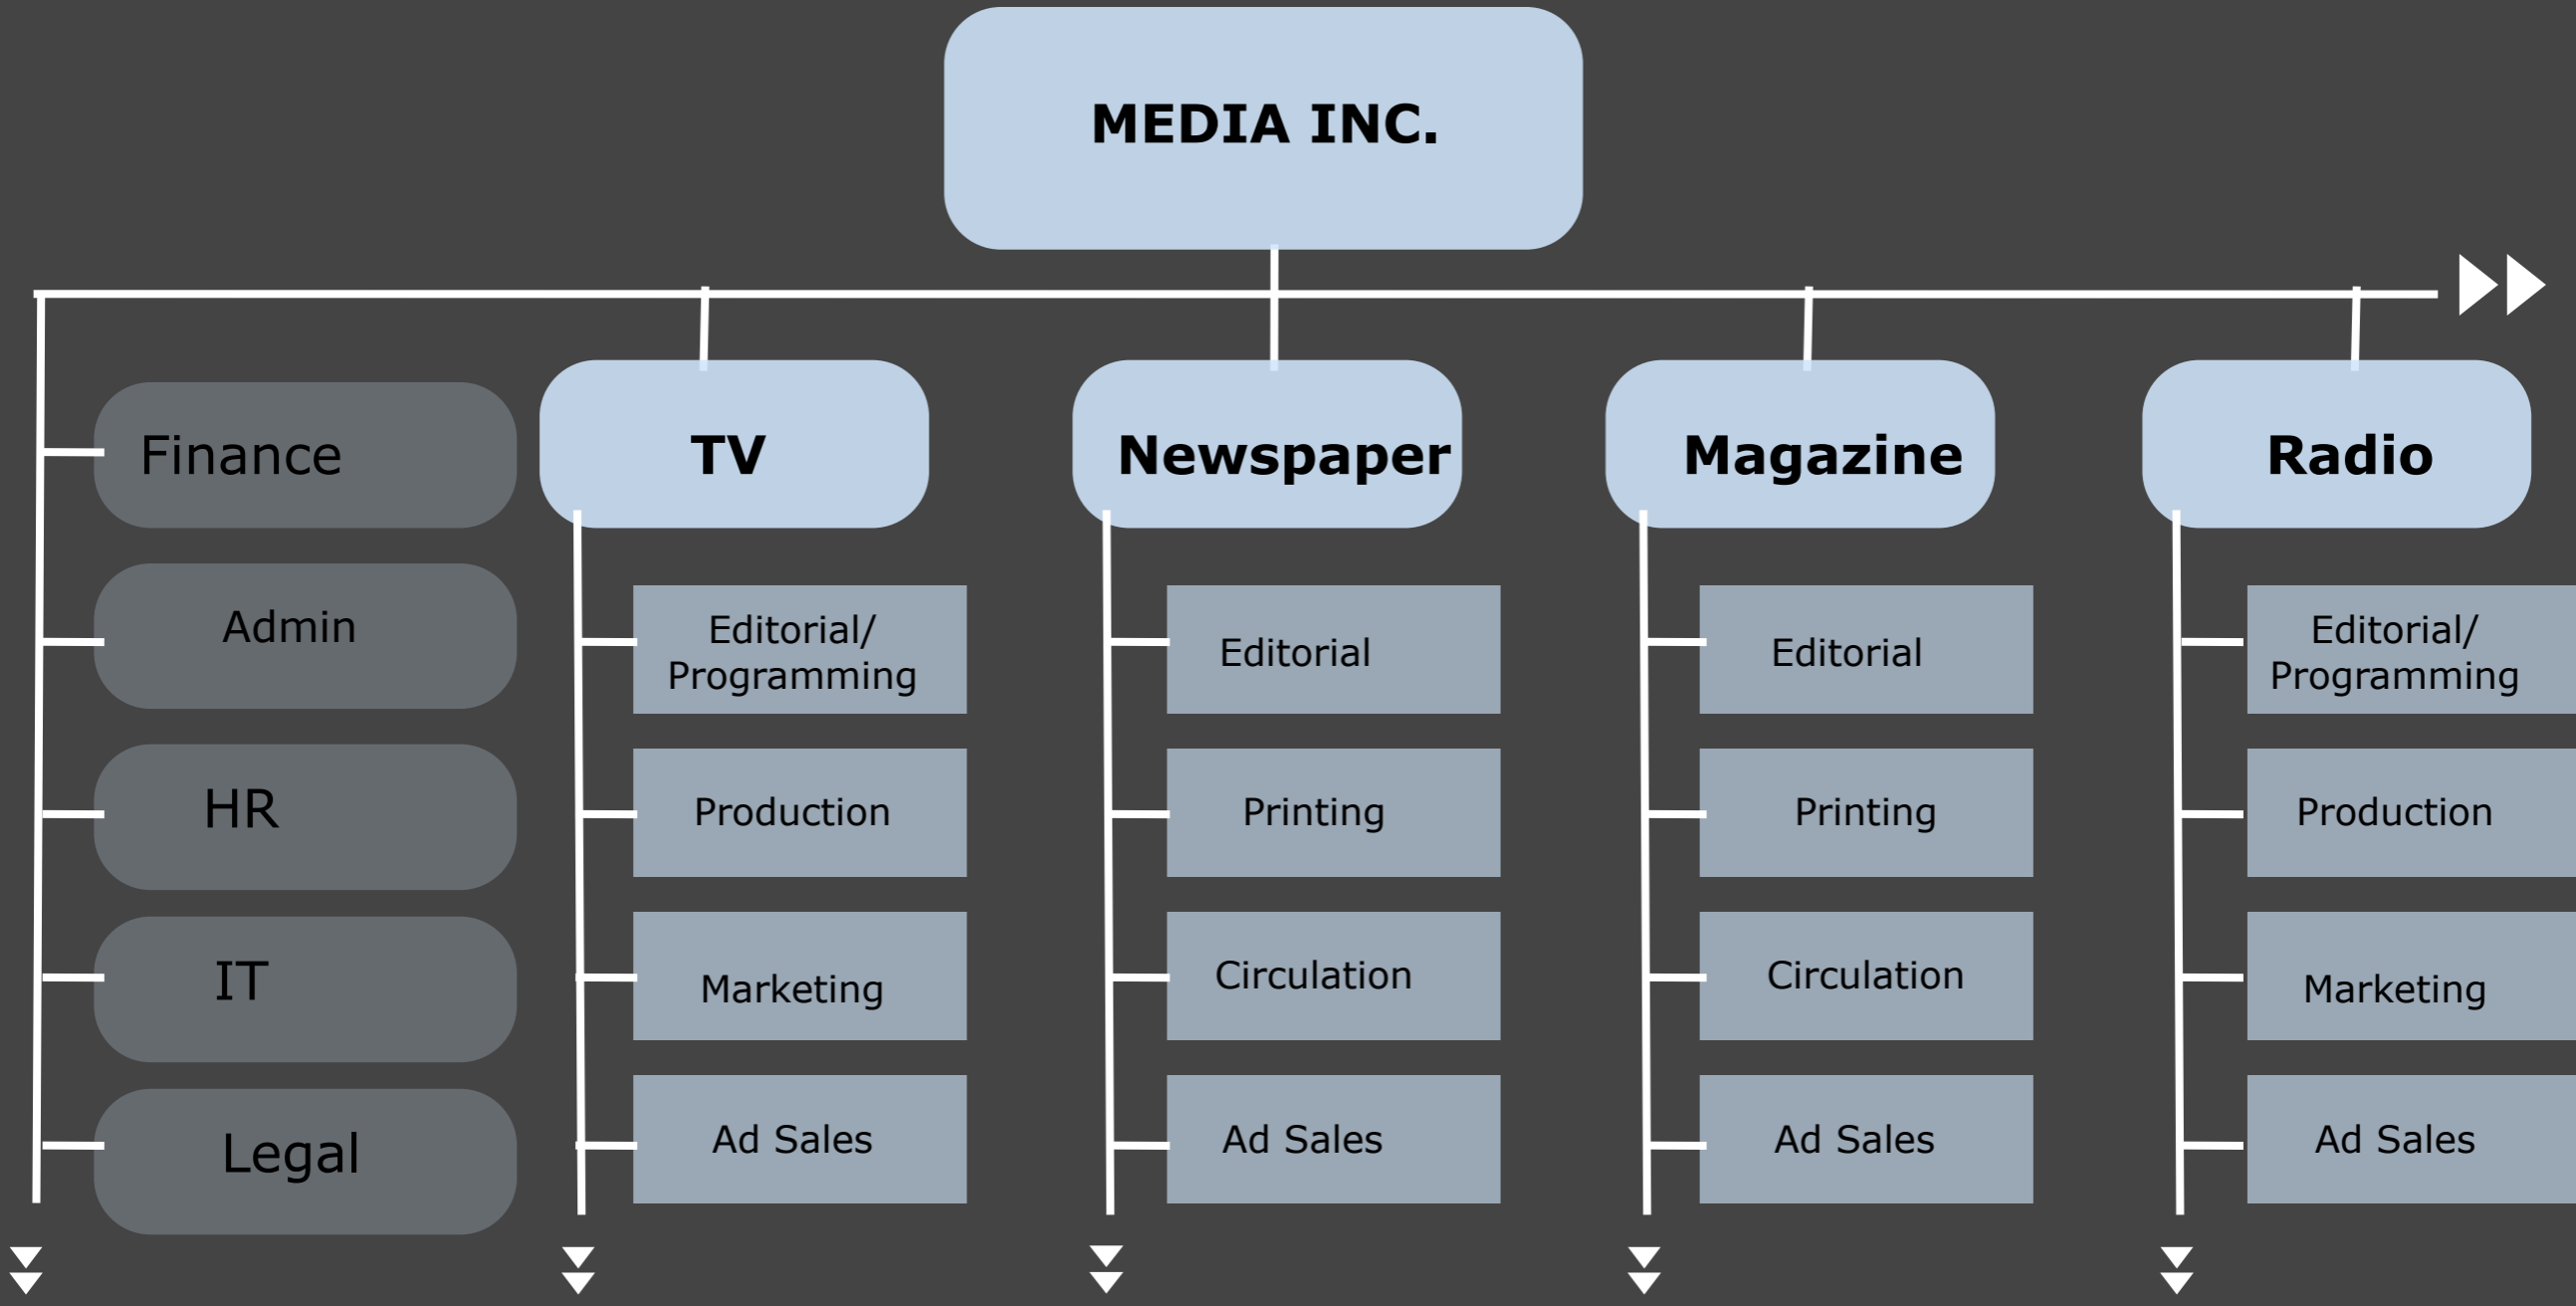 MEDIA INC.
Finance
Admin
HR
IT
Legal
TV
Editorial/
Programming
Production
Marketing
Ad Sales
Newspaper
Editorial
Printing
Circulation
Ad Sales
Magazine
Editorial
Printing
Circulation
Ad Sales
Radio
Editorial/
Programming
Production
Marketing
Ad Sales